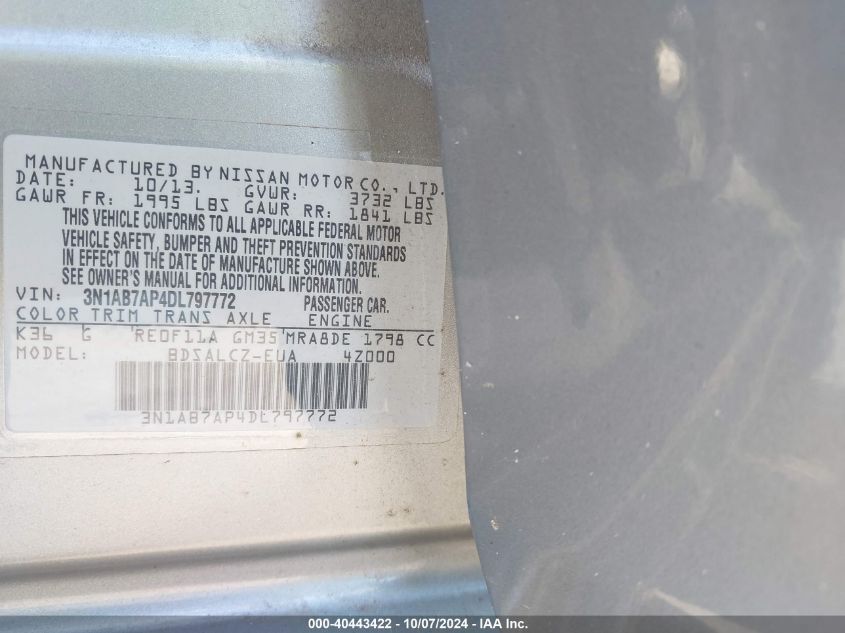 MANUFACTURED BY NISSAN MOTOR CO., LTD.
DATE: 10/13. GVWR: 3732 LBS
GAWR FR: 1995 LBS GAWR RR: 1841 LBS
THIS VEHICLE CONFORMS TO ALL APPLICABLE FEDERAL MOTOR
VEHICLE SAFETY, BUMPER AND THEFT PREVENTION STANDARDS
IN EFFECT ON THE DATE OF MANUFACTURE SHOWN ABOVE.
SEE OWNER'S MANUAL FOR ADDITIONAL INFORMATION.
VIN: 3N1AB7AP4DL797772 PASSENGER CAR.
COLOR TRIM TRANS AXLE ENGINE
K36 G RE0F11A GM35 MRA8DE 1798 CC
MODEL: BDSALCZ-EUA 4Z000
3N1AB7AP4DL797772
000-40443422 - 10/07/2024 - IAA Inc.